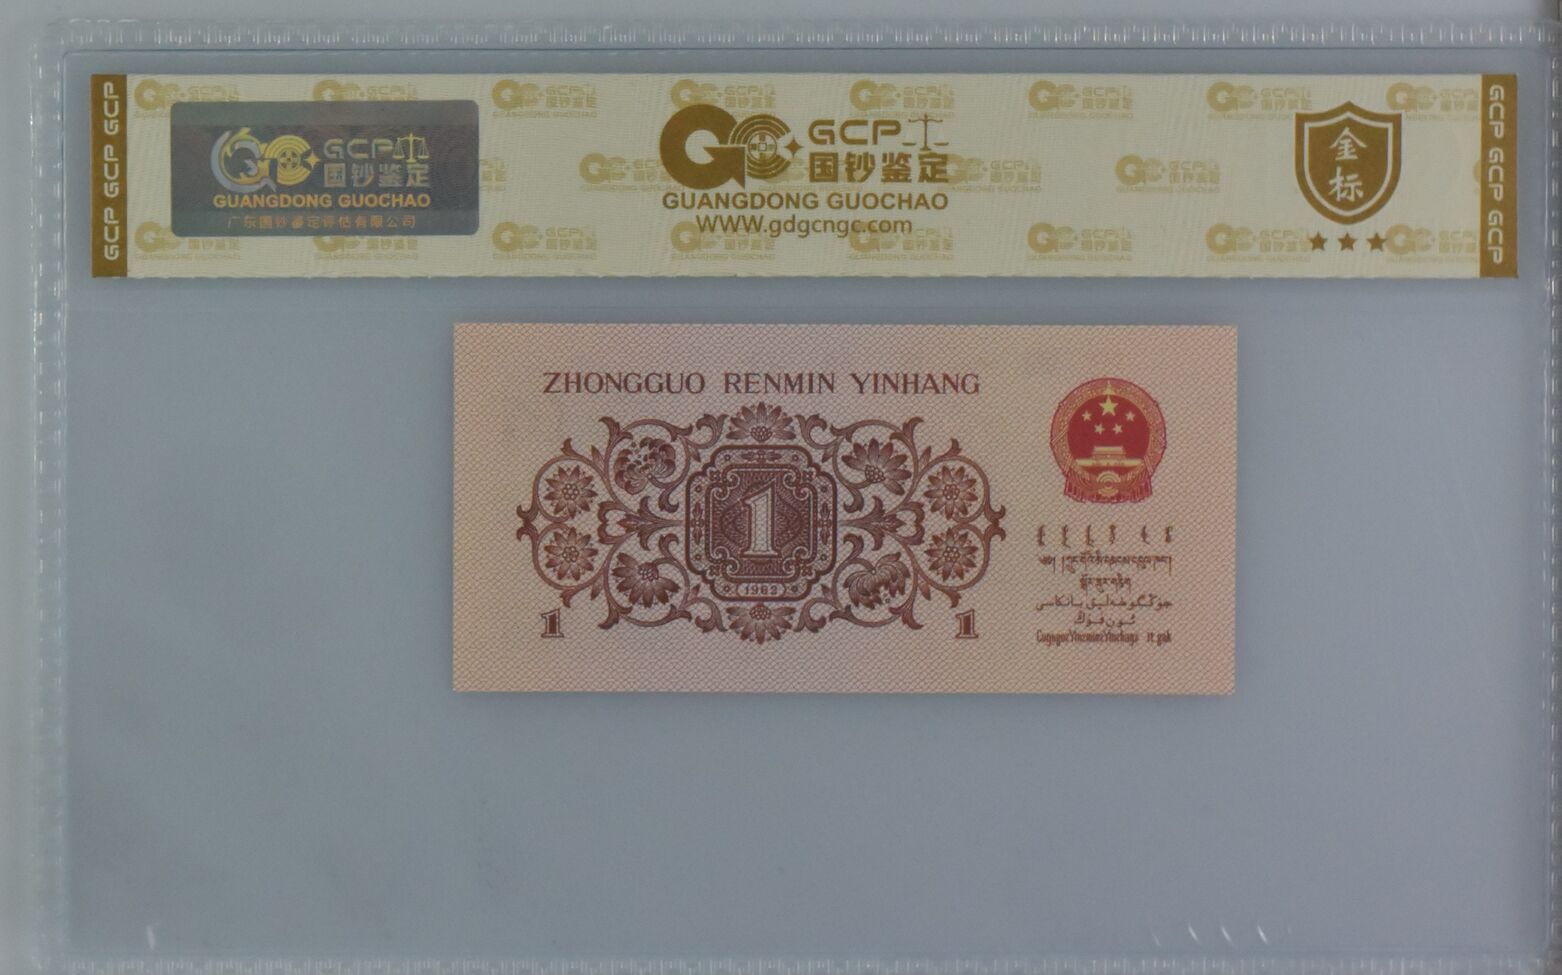 GCP GCP GCP
GCP
国钞鉴定
GUANGDONG GUOCHAO
广东国钞鉴定评估有限公司
GCP
国钞鉴定
GUANGDONG GUOCHAO
WWW.gdgcngc.com
金标
GCP GCP GCP
ZHONGGUO RENMIN YINHANG
1
(1962)
1
1